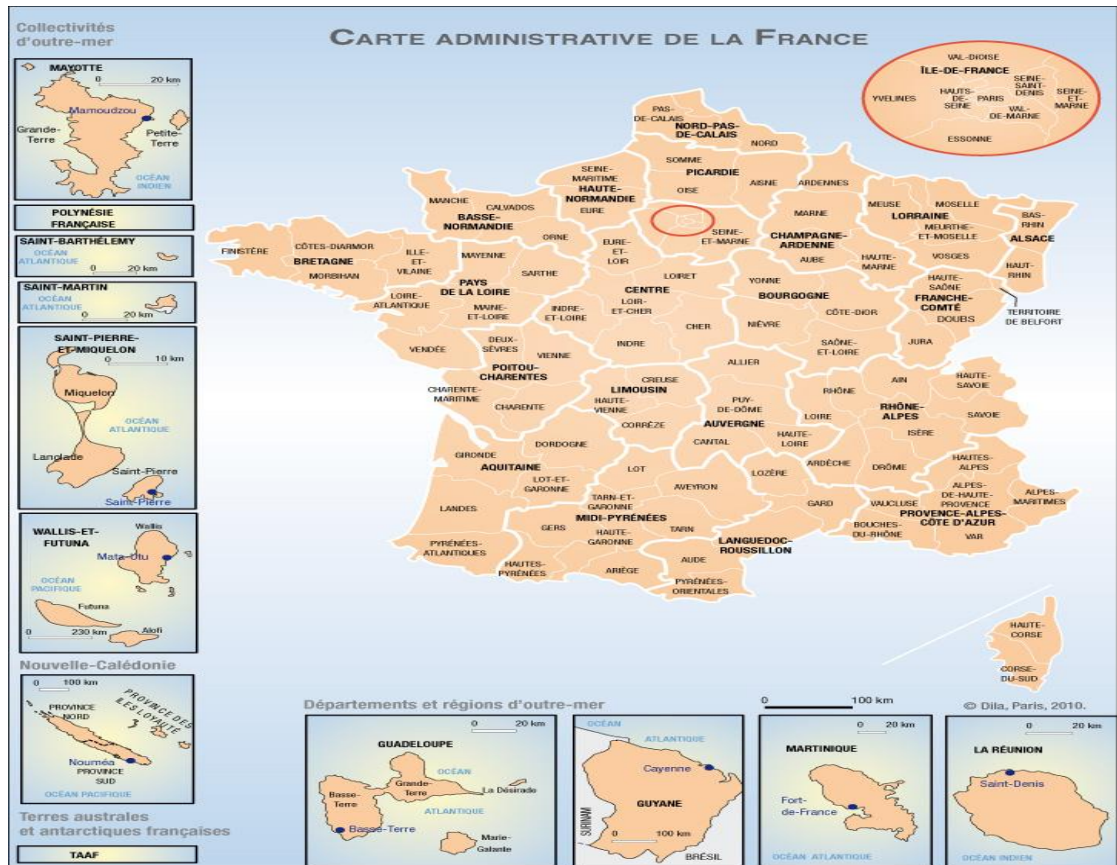 Collectivités
d'outre-mer
CARTE ADMINISTRATIVE DE LA FRANCE
MAYOTTE
20 km
Mamoudzou
Grande-
Terre
Petite-
Terre
OCÉAN
INDIEN
POLYNÉSIE
FRANÇAISE
SAINT-BARTHÉLEMY
OCÉAN
ATLANTIQUE
0 20 km
SAINT-MARTIN
OCÉAN
ATLANTIQUE
0 20 km
SAINT-PIERRE-
ET-MIQUELON
0 10 km
Miquelon
OCÉAN
ATLANTIQUE
Langlade
Saint-Pierre
Saint-Pierre
WALLIS-ET-
FUTUNA
Wallis
Mata-Utu
OCÉAN
PACIFIQUE
Futuna
Alofi
0 230 km
Nouvelle-Calédonie
0 100 km
PROVINCE
NORD
PROVINCE DES
ILES LOYAUTÉ
Nouméa
PROVINCE
SUD
OCÉAN PACIFIQUE
Terres australes
et antarctiques françaises
TAAF
VAL-D'OISE
ÎLE-DE-FRANCE
YVELINES
HAUTS-
DE-
SEINE
PARIS
SEINE-
SAINT-
DENIS
VAL-
DE-MARNE
SEINE-
ET-
MARNE
ESSONNE
PAS-
DE-CALAIS
NORD-PAS-
DE-CALAIS
NORD
SOMME
PICARDIE
OISE
AISNE
SEINE-
MARITIME
HAUTE-
NORMANDIE
EURE
MANCHE
CALVADOS
BASSE-
NORMANDIE
ORNE
ARDENNES
MARNE
CHAMPAGNE-
ARDENNE
AUBE
HAUTE-
MARNE
MEUSE
MOSELLE
LORRAINE
MEURTHE-
ET-MOSELLE
VOSGES
BAS-
RHIN
ALSACE
HAUT-
RHIN
SEINE-
ET-MARNE
FINISTÈRE
CÔTES-D'ARMOR
BRETAGNE
MORBIHAN
ILLE-
ET-
VILAINE
MAYENNE
SARTHE
PAYS
DE LA LOIRE
LOIRE-
ATLANTIQUE
MAINE-
ET-LOIRE
VENDÉE
EURE-
ET-
LOIR
LOIRET
CENTRE
LOIR-
ET-CHER
INDRE-
ET-LOIRE
CHER
INDRE
YONNE
BOURGOGNE
CÔTE-D'OR
NIÈVRE
SAÔNE-
ET-LOIRE
HAUTE-
SAÔNE
FRANCHE-
COMTÉ
DOUBS
JURA
TERRITOIRE
DE BELFORT
DEUX-
SÈVRES
VIENNE
POITOU-
CHARENTES
CHARENTE-
MARITIME
CHARENTE
CREUSE
LIMOUSIN
HAUTE-
VIENNE
CORRÈZE
ALLIER
PUY-
DE-DÔME
AUVERGNE
CANTAL
HAUTE-
LOIRE
RHÔNE
AIN
HAUTE-
SAVOIE
RHÔNE-
ALPES
LOIRE
SAVOIE
ISÈRE
ARDÈCHE
DRÔME
DORDOGNE
GIRONDE
AQUITAINE
LOT-ET-
GARONNE
LANDES
PYRÉNÉES-
ATLANTIQUES
LOT
AVEYRON
TARN-ET-
GARONNE
MIDI-PYRÉNÉES
GERS
HAUTE-
GARONNE
TARN
HAUTES-
PYRÉNÉES
ARIÈGE
LOZÈRE
GARD
LANGUEDOC-
ROUSSILLON
AUDE
PYRÉNÉES-
ORIENTALES
HAUTES-
ALPES
ALPES-
DE-HAUTE-
PROVENCE
ALPES-
MARITIMES
VAUCLUSE
PROVENCE-ALPES-
CÔTE D'AZUR
BOUCHES-
DU-RHÔNE
VAR
HAUTE-
CORSE
CORSE-
DU-SUD
0 100 km
© Dila, Paris, 2010.
Départements et régions d'outre-mer
0 20 km
GUADELOUPE
OCÉAN
ATLANTIQUE
Grande-
Terre
La Désirade
Basse-
Terre
Basse-Terre
Marie-
Galante
OCÉAN
ATLANTIQUE
Cayenne
GUYANE
SURINAM
0 100 km
BRÉSIL
0 20 km
MARTINIQUE
Fort-
de-France
OCÉAN ATLANTIQUE
0 20 km
LA RÉUNION
Saint-Denis
OCÉAN INDIEN